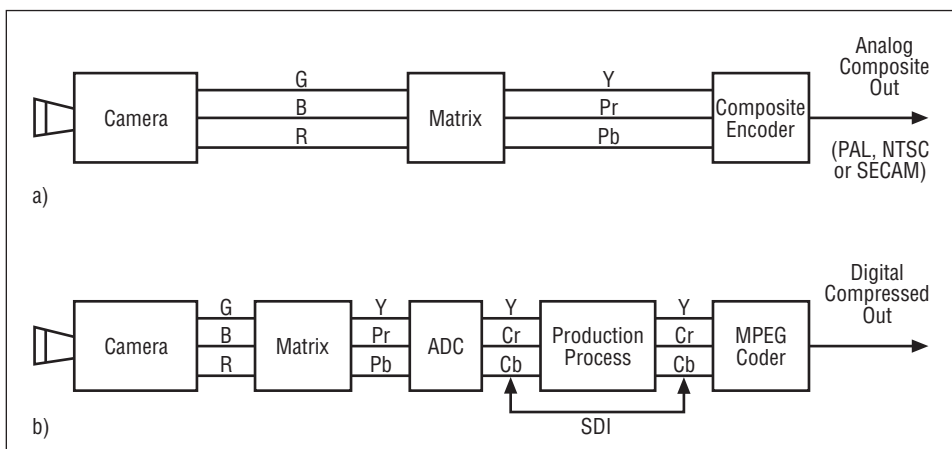 Analog
Composite
Out
G
Y
Camera
B
Matrix
Pr
Composite
Encoder
R
Pb
(PAL, NTSC
or SECAM)
a)
Digital
Compressed
Out
G
Y
Y
Y
Camera
B
Matrix
Pr
ADC
Cr
Production
Process
Cr
MPEG
Coder
R
Pb
Cb
Cb
SDI
b)